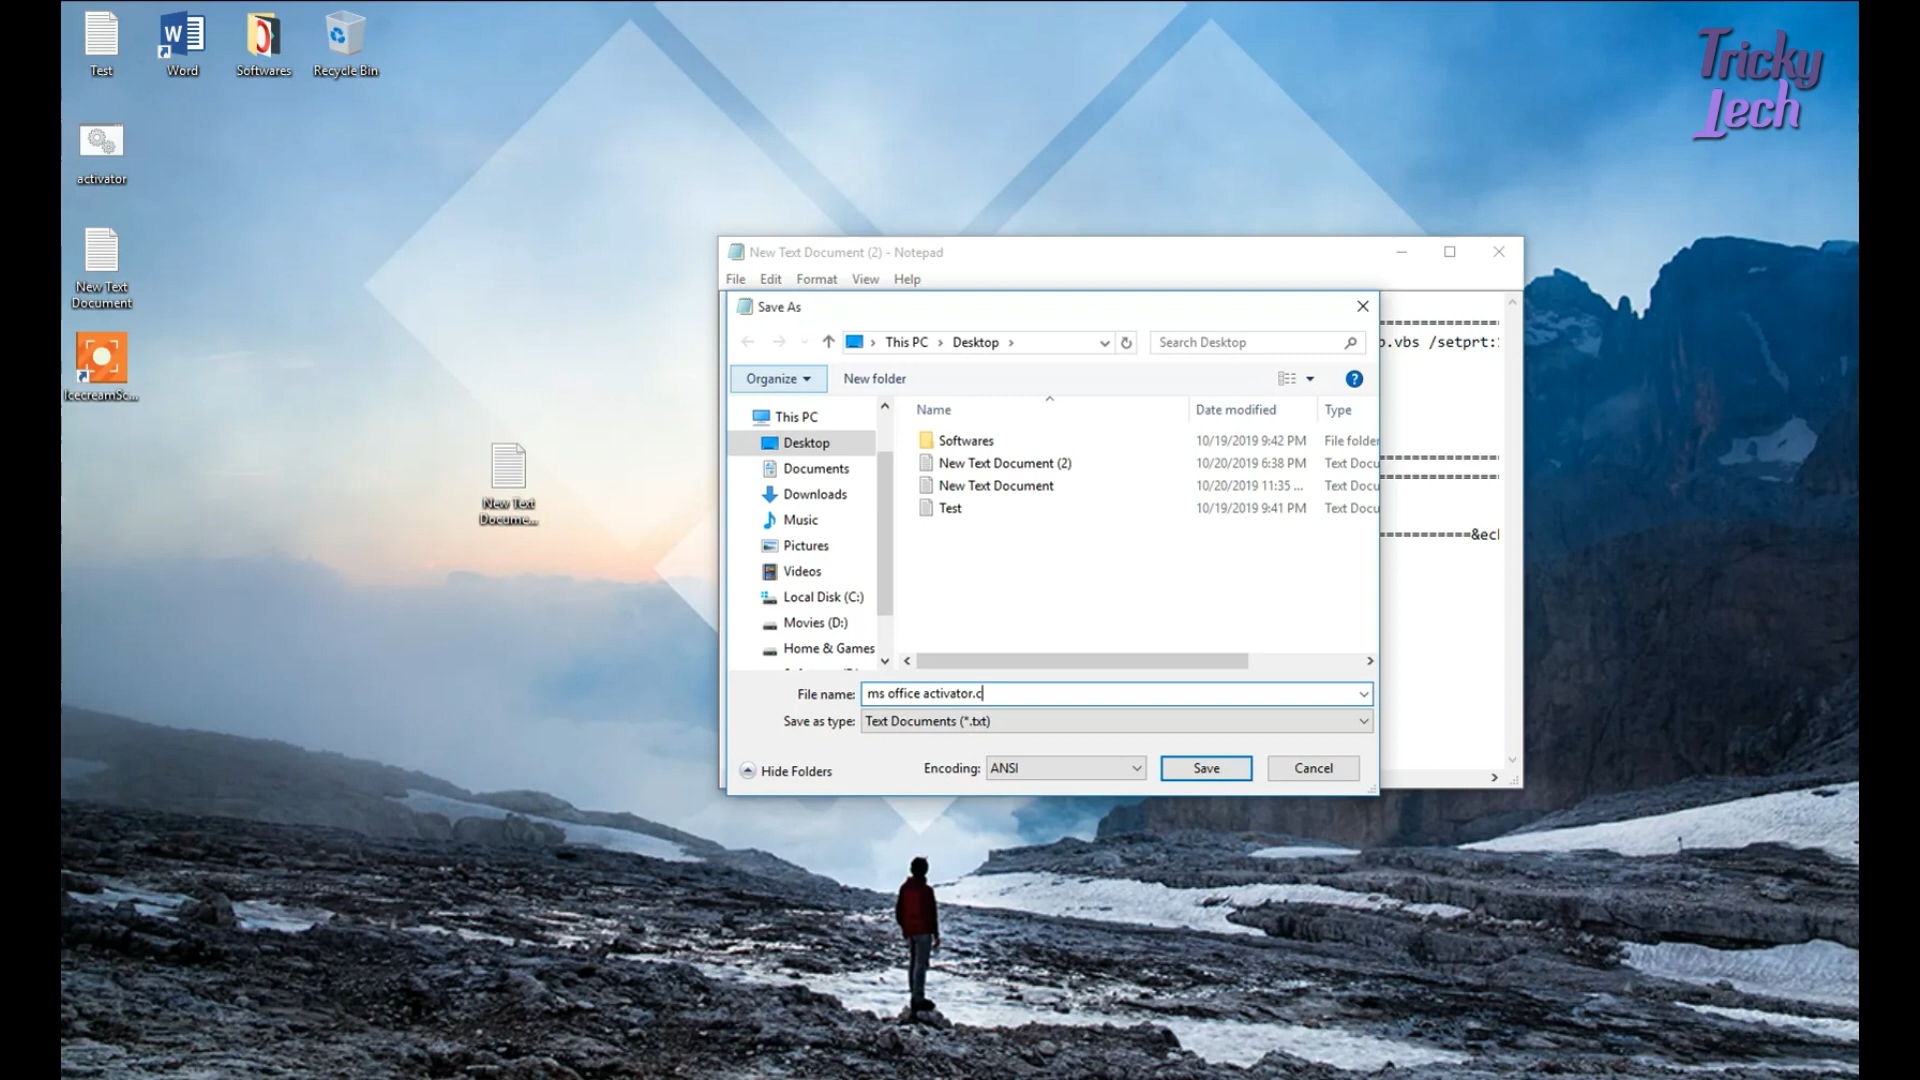 Test
Word
Softwares
Recycle Bin
Tricky
Tech
activator
New Text
Document
IcecreamSc...
New Text
Docume...
New Text Document (2) - Notepad
File Edit Format View Help
Save As
This PC > Desktop >
Search Desktop
p.vbs /setprt:
Organize
New folder
?
This PC
Desktop
Documents
Downloads
Music
Pictures
Videos
Local Disk (C:)
Movies (D:)
Home & Games
Name Date modified Type
Softwares 10/19/2019 9:42 PM File folder
New Text Document (2) 10/20/2019 6:38 PM Text Docu
New Text Document 10/20/2019 11:35 ... Text Docu
Test 10/19/2019 9:41 PM Text Docu
==========&ecl
File name: ms office activator.c
Save as type: Text Documents (*.txt)
Hide Folders
Encoding: ANSI
Save
Cancel